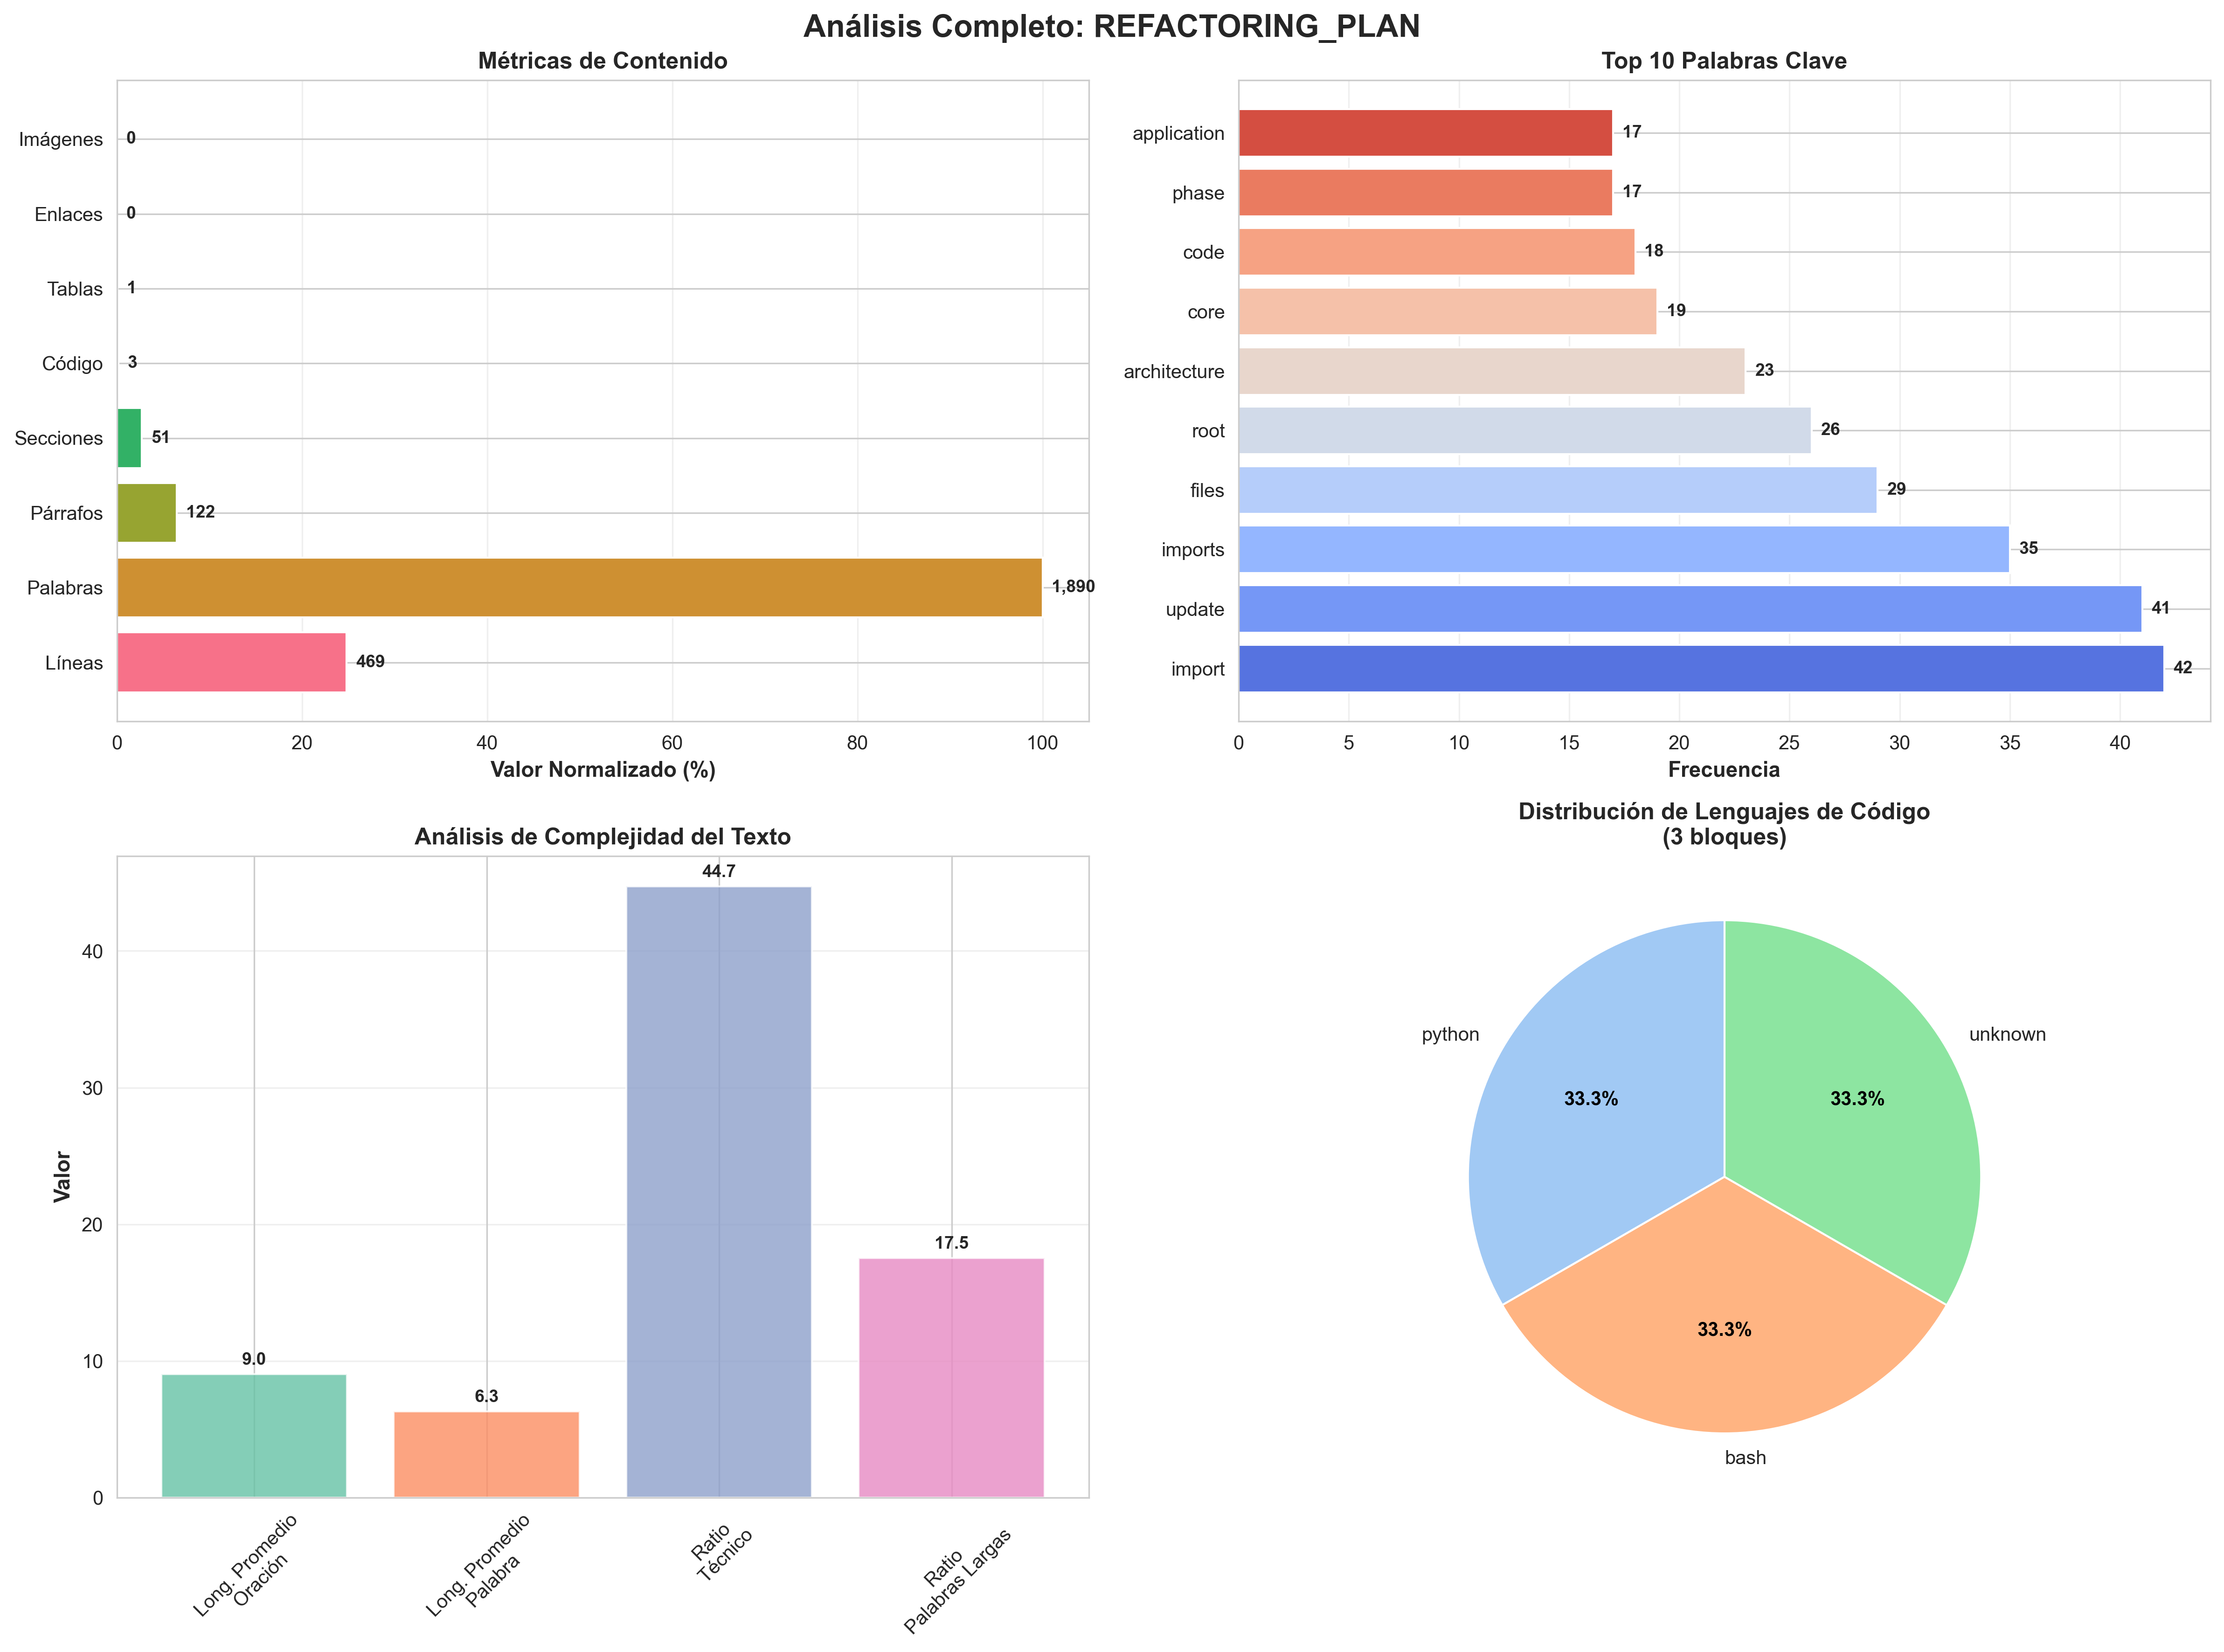 Análisis Completo: REFACTORING_PLAN
Métricas de Contenido
Imágenes
0
Enlaces
0
Tablas
1
Código
3
Secciones
51
Párrafos
122
Palabras
1,890
Líneas
469
0
20
40
60
80
100
Valor Normalizado (%)
Top 10 Palabras Clave
application
17
phase
17
code
18
core
19
architecture
23
root
26
files
29
imports
35
update
41
import
42
0
5
10
15
20
25
30
35
40
Frecuencia
Análisis de Complejidad del Texto
Valor
40
30
20
10
0
9.0
6.3
44.7
17.5
Long. Promedio
Oración
Long. Promedio
Palabra
Ratio
Técnico
Ratio
Palabras Largas
Distribución de Lenguajes de Código
(3 bloques)
python
33.3%
unknown
33.3%
33.3%
bash